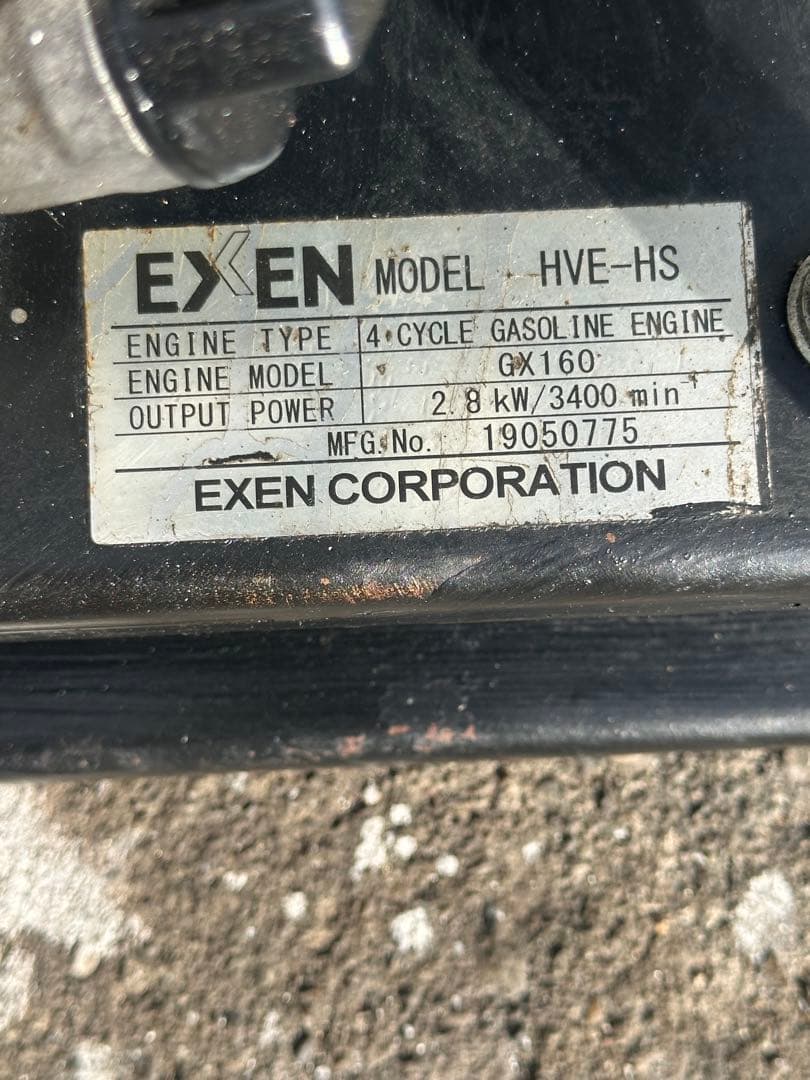 EXEN MODEL HVE-HS
ENGINE TYPE 4 CYCLE GASOLINE ENGINE
ENGINE MODEL GX160
OUTPUT POWER 2.8 kW/3400 min⁻¹
MFG.No. 19050775
EXEN CORPORATION